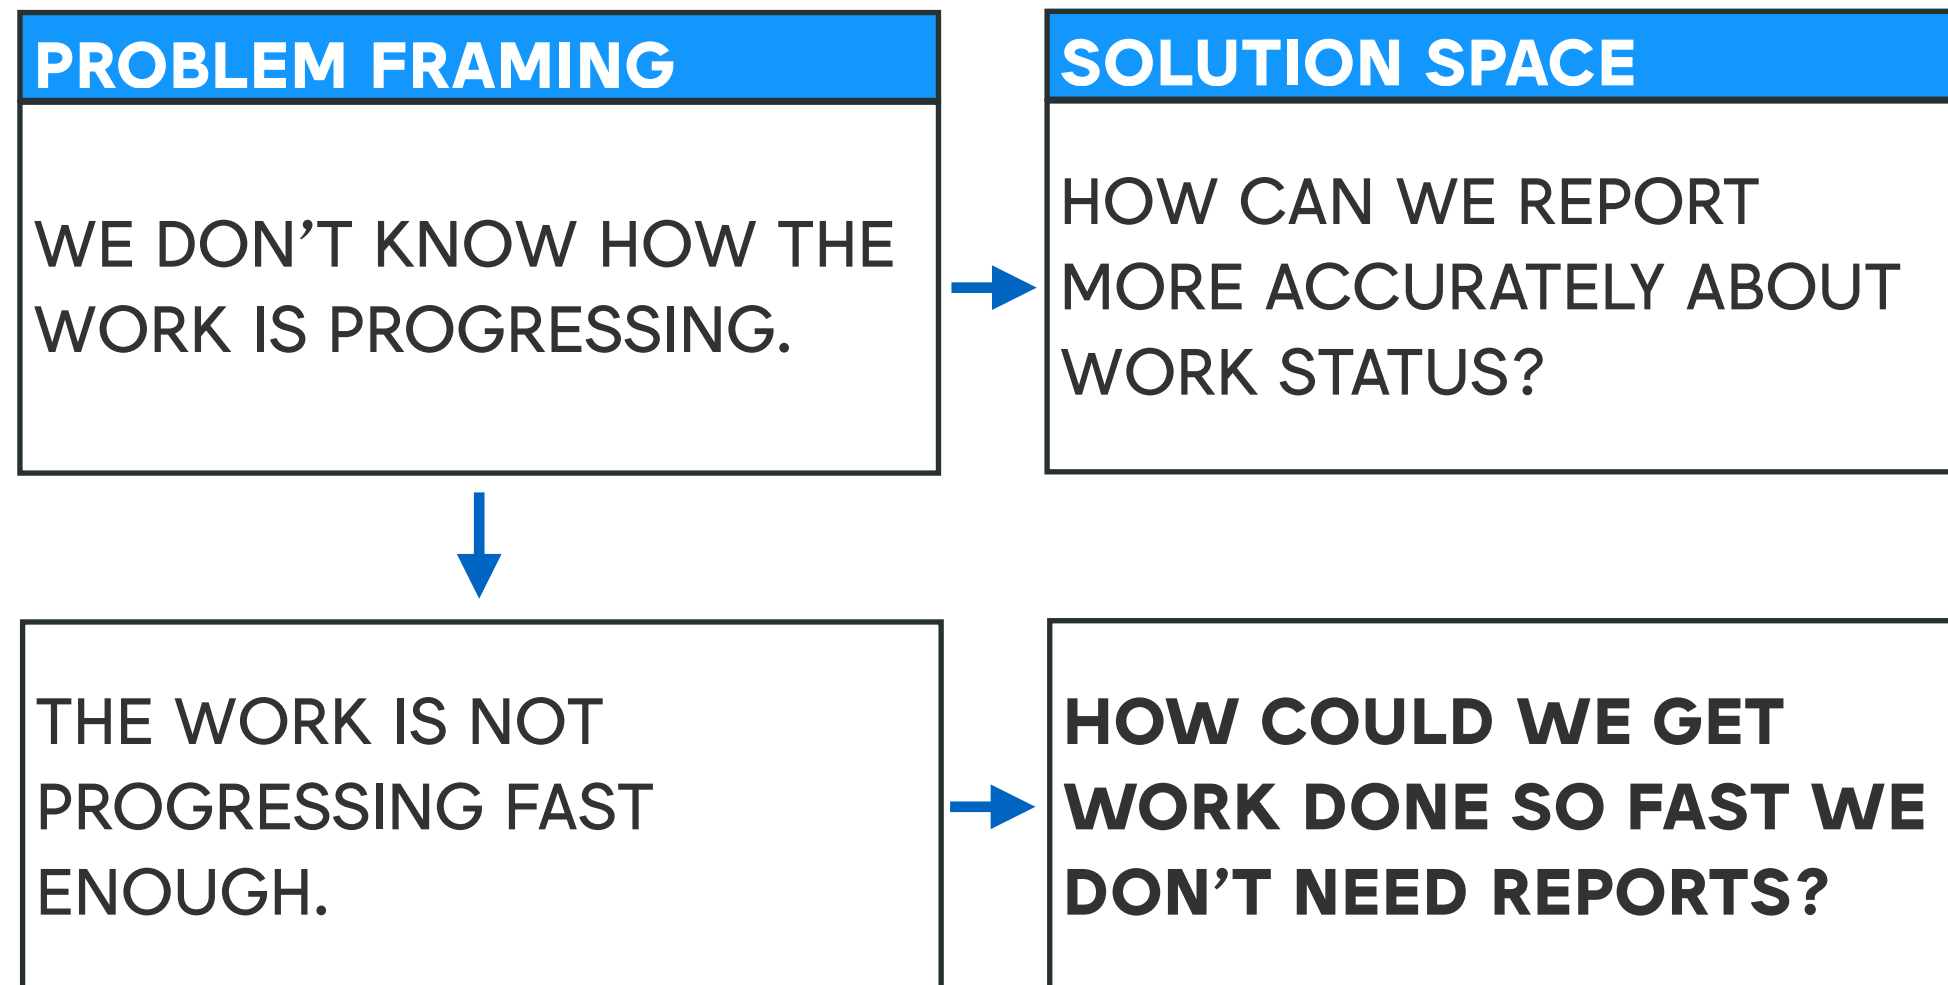 PROBLEM FRAMING
WE DON’T KNOW HOW THE
WORK IS PROGRESSING.
SOLUTION SPACE
HOW CAN WE REPORT
MORE ACCURATELY ABOUT
WORK STATUS?
THE WORK IS NOT
PROGRESSING FAST
ENOUGH.
HOW COULD WE GET
WORK DONE SO FAST WE
DON’T NEED REPORTS?